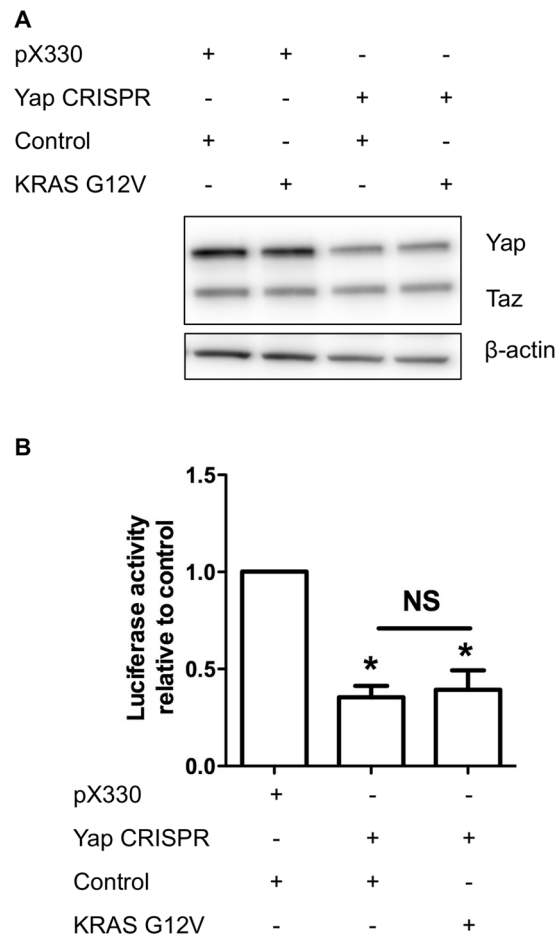 A
pX330 + + - -
Yap CRISPR - - + +
Control + - + -
KRAS G12V - + - +
Yap
Taz
β-actin
B
Luciferase activity
relative to control
1.5
1.0
0.5
0.0
NS
* *
pX330 + - -
Yap CRISPR - + +
Control + + -
KRAS G12V - - +